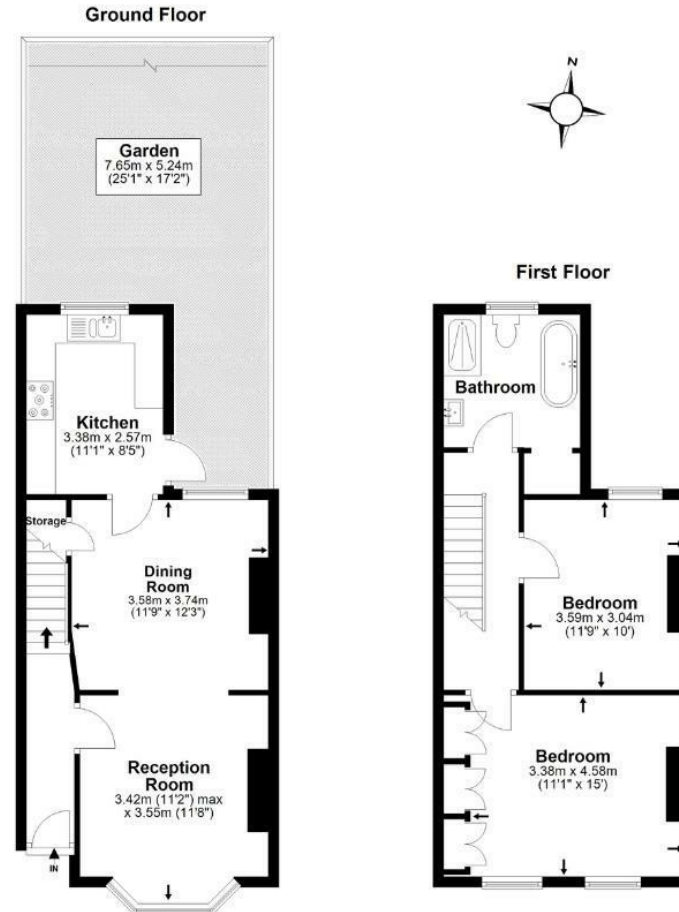 Ground Floor
Garden
7.65m x 5.24m
(25'1" x 17'2")
Kitchen
3.38m x 2.57m
(11'1" x 8'5")
Storage
Dining
Room
3.58m x 3.74m
(11'9" x 12'3")
Reception
Room
3.42m (11'2") max
x 3.55m (11'8")
IN
N
First Floor
Bathroom
Bedroom
3.59m x 3.04m
(11'9" x 10')
Bedroom
3.38m x 4.58m
(11'1" x 15')